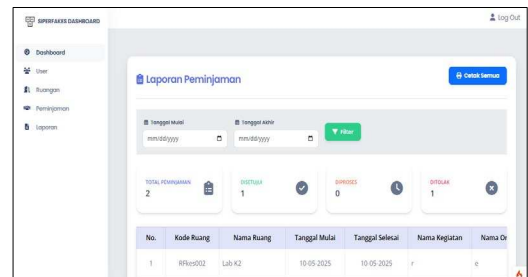 SIPERFAKES DASHBOARD
Log Out
Dashboard
User
Ruangan
Peminjaman
Laporan
Laporan Peminjaman
Cetak Semua
Tanggal Mulai
Tanggal Akhir
mm/dd/yyyy
mm/dd/yyyy
Filter
TOTAL PEMINJAMAN
2
DISETUJUI
1
DIPROSES
0
DITOLAK
1
No. Kode Ruang Nama Ruang Tanggal Mulai Tanggal Selesai Nama Kegiatan Nama Or
1 RFkes002 Lab K2 10-05-2025 10-05-2025 r e